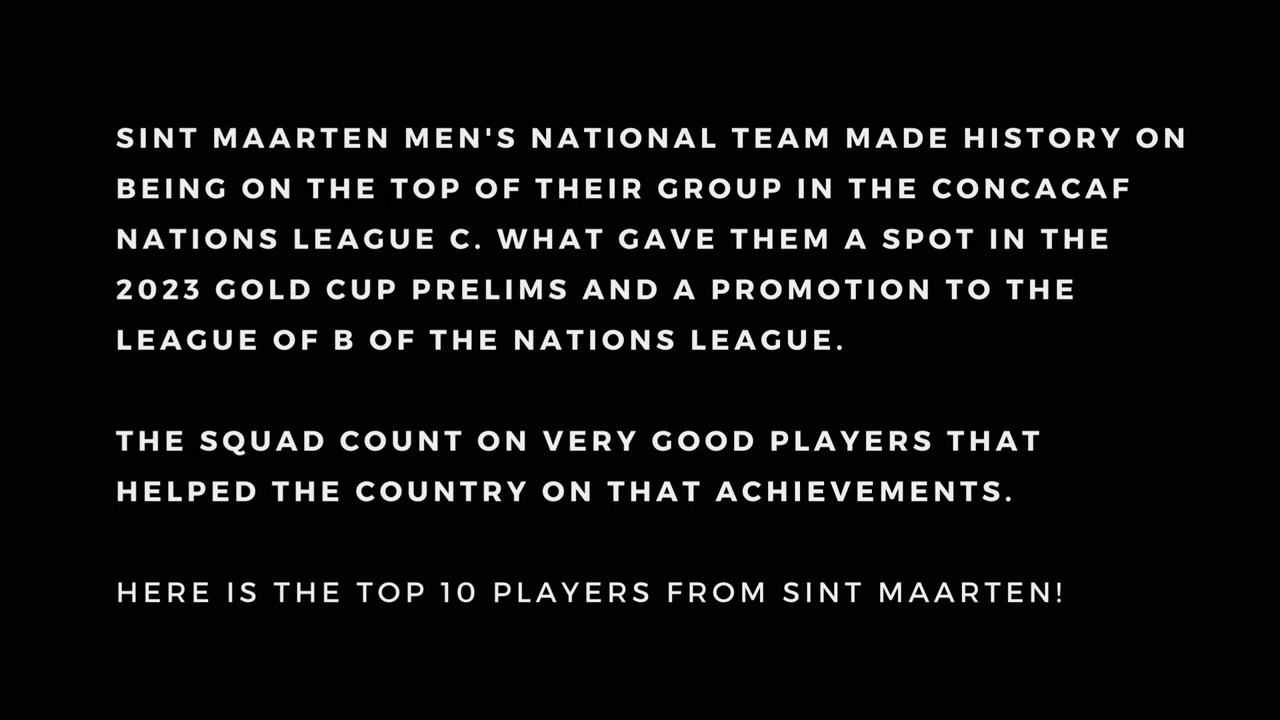 SINT MAARTEN MEN'S NATIONAL TEAM MADE HISTORY ON
BEING ON THE TOP OF THEIR GROUP IN THE CONCACAF
NATIONS LEAGUE C. WHAT GAVE THEM A SPOT IN THE
2023 GOLD CUP PRELIMS AND A PROMOTION TO THE
LEAGUE OF B OF THE NATIONS LEAGUE.
THE SQUAD COUNT ON VERY GOOD PLAYERS THAT
HELPED THE COUNTRY ON THAT ACHIEVEMENTS.
HERE IS THE TOP 10 PLAYERS FROM SINT MAARTEN!